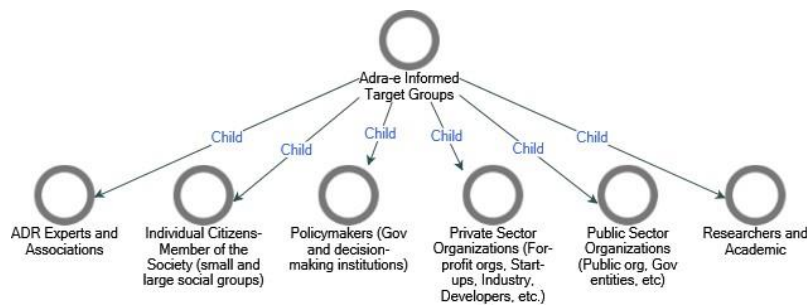 Adra-e Informed
Target Groups
Child
Child
Child
Child
Child
Child
ADR Experts and
Associations
Individual Citizens-
Member of the
Society (small and
large social groups)
Policymakers (Gov
and decision-
making institutions)
Private Sector
Organizations (For-
profit orgs, Start-
ups, Industry,
Developers, etc.)
Public Sector
Organizations
(Public org, Gov
entities, etc)
Researchers and
Academic